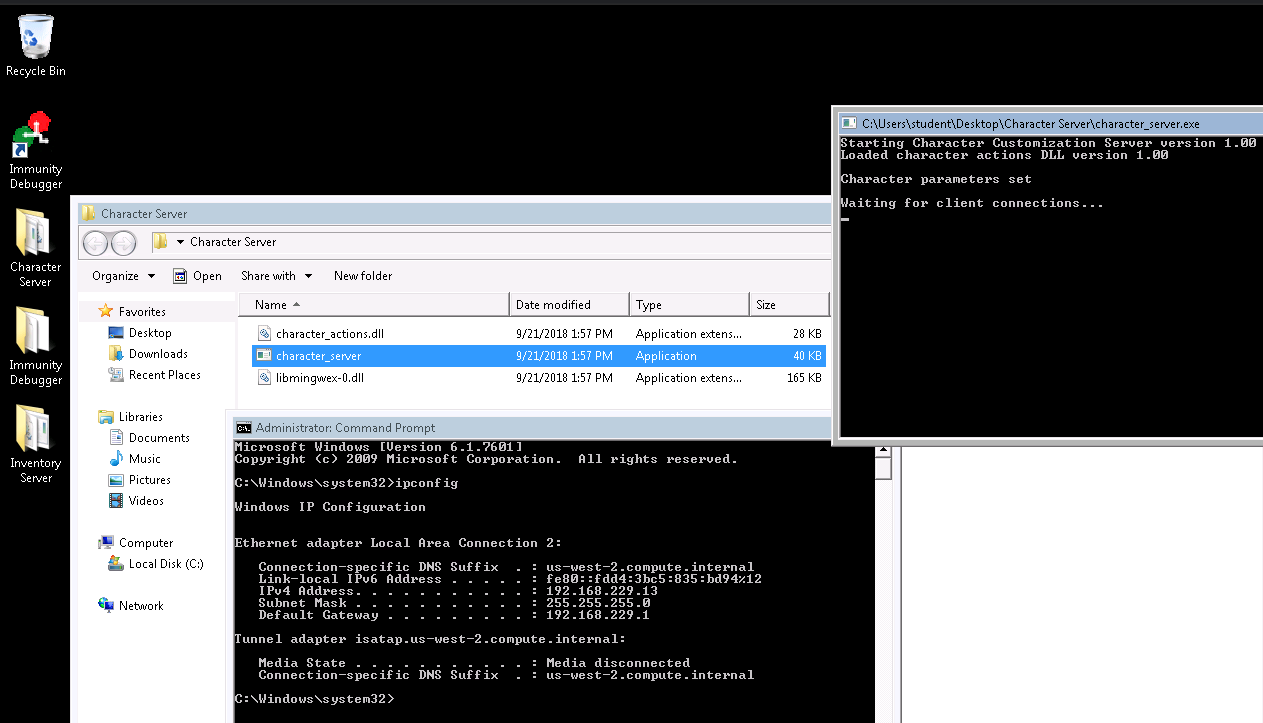 Recycle Bin
Immunity
Debugger
Character
Server
Immunity
Debugger
Inventory
Server
Character Server
Character Server
Organize Open Share with New folder
Favorites
Desktop
Downloads
Recent Places
Libraries
Documents
Music
Pictures
Videos
Computer
Local Disk (C:)
Network
Name Date modified Type Size
character_actions.dll 9/21/2018 1:57 PM Application extens... 28 KB
character_server 9/21/2018 1:57 PM Application 40 KB
libmingwex-0.dll 9/21/2018 1:57 PM Application extens... 165 KB
C:\Users\student\Desktop\Character Server\character_server.exe
Starting Character Customization Server version 1.00
Loaded character actions DLL version 1.00
Character parameters set
Waiting for client connections...
Administrator: Command Prompt
Microsoft Windows [Version 6.1.7601]
Copyright (c) 2009 Microsoft Corporation.  All rights reserved.
C:\Windows\system32>ipconfig
Windows IP Configuration
Ethernet adapter Local Area Connection 2:
Connection-specific DNS Suffix  . : us-west-2.compute.internal
Link-local IPv6 Address . . . . . : fe80::fdd4:3bc5:835:bd94%12
IPv4 Address. . . . . . . . . . . : 192.168.229.13
Subnet Mask . . . . . . . . . . . : 255.255.255.0
Default Gateway . . . . . . . . . : 192.168.229.1
Tunnel adapter isatap.us-west-2.compute.internal:
Media State . . . . . . . . . . . : Media disconnected
Connection-specific DNS Suffix  . : us-west-2.compute.internal
C:\Windows\system32>